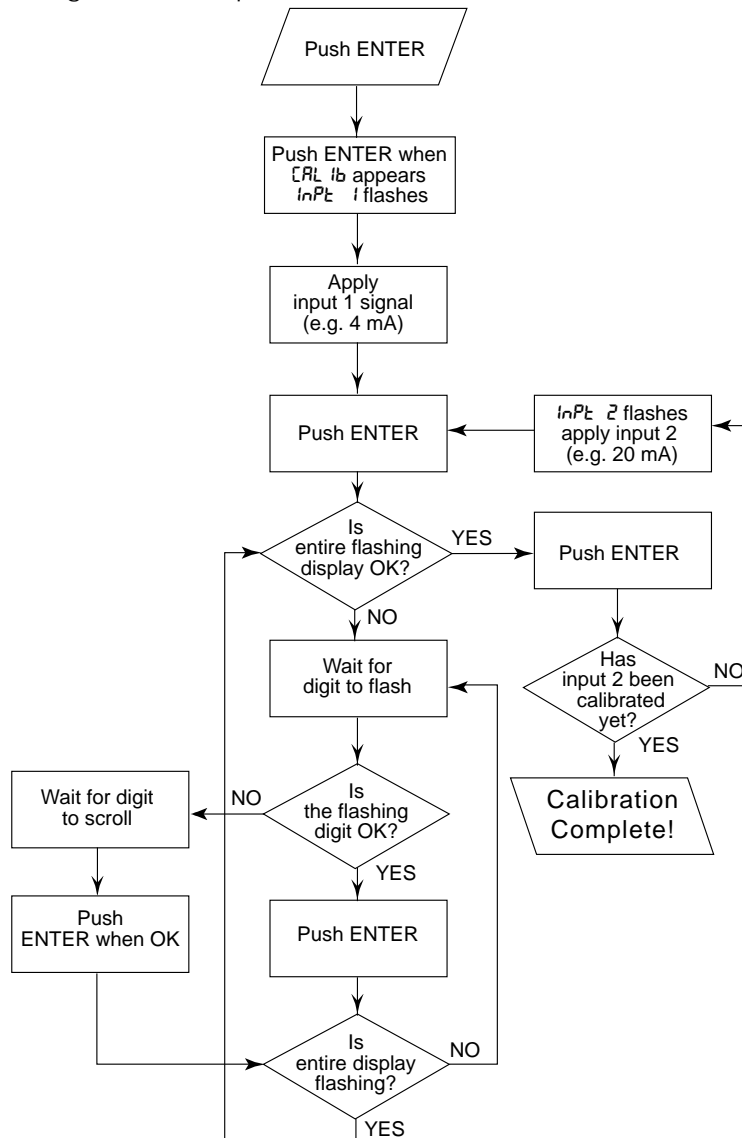 Push ENTER
Push ENTER when
CAL ib appears
InPt 1 flashes
Apply
input 1 signal
(e.g. 4 mA)
Push ENTER
InPt 2 flashes
apply input 2
(e.g. 20 mA)
Is
entire flashing
display OK?
YES
Push ENTER
NO
Wait for
digit to flash
Has
input 2 been
calibrated
yet?
NO
YES
Calibration
Complete!
Is
the flashing
digit OK?
NO
Wait for digit
to scroll
YES
Push
ENTER when OK
Push ENTER
Is
entire display
flashing?
NO
YES